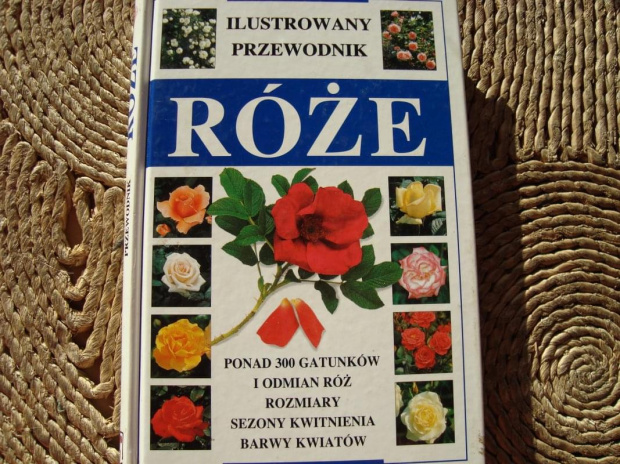 ILUSTROWANY
PRZEWODNIK
RÓŻE
PONAD 300 GATUNKÓW
I ODMIAN RÓŻ
ROZMIARY
SEZONY KWITNIENIA
BARWY KWIATÓW
PRZEWODNIK
RÓŻE